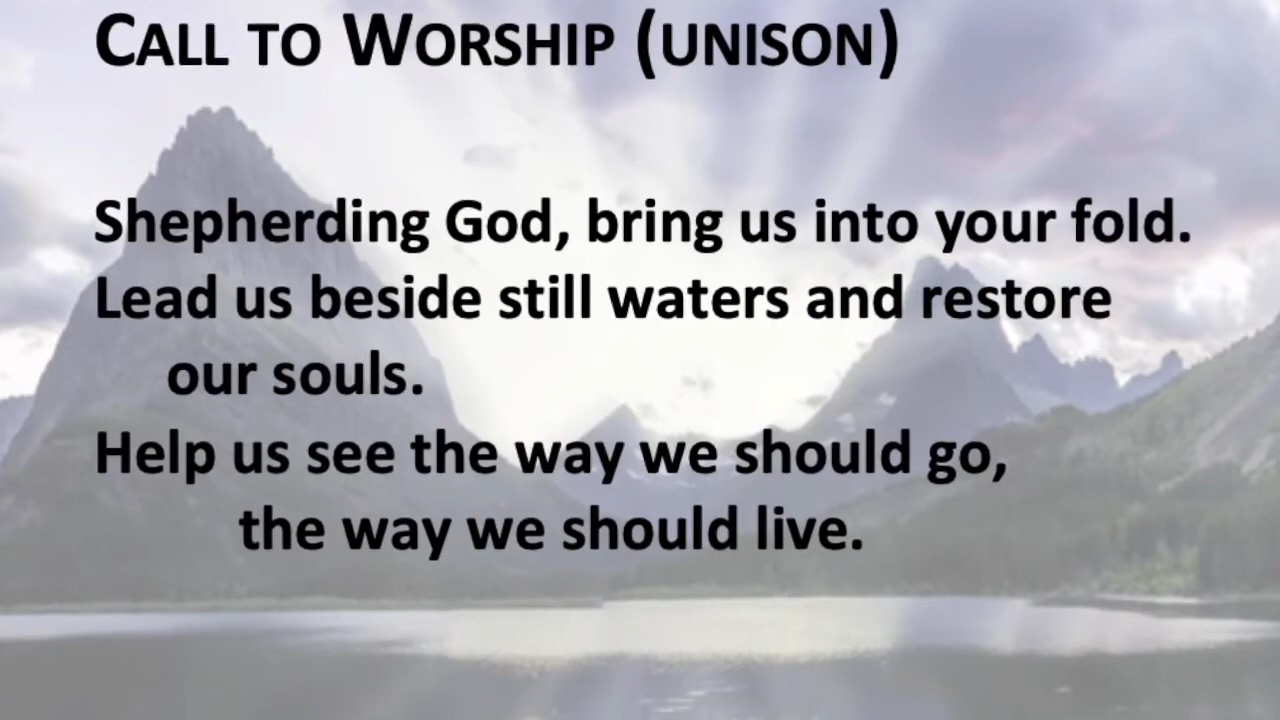 CALL TO WORSHIP (UNISON)
Shepherding God, bring us into your fold.
Lead us beside still waters and restore
our souls.
Help us see the way we should go,
the way we should live.